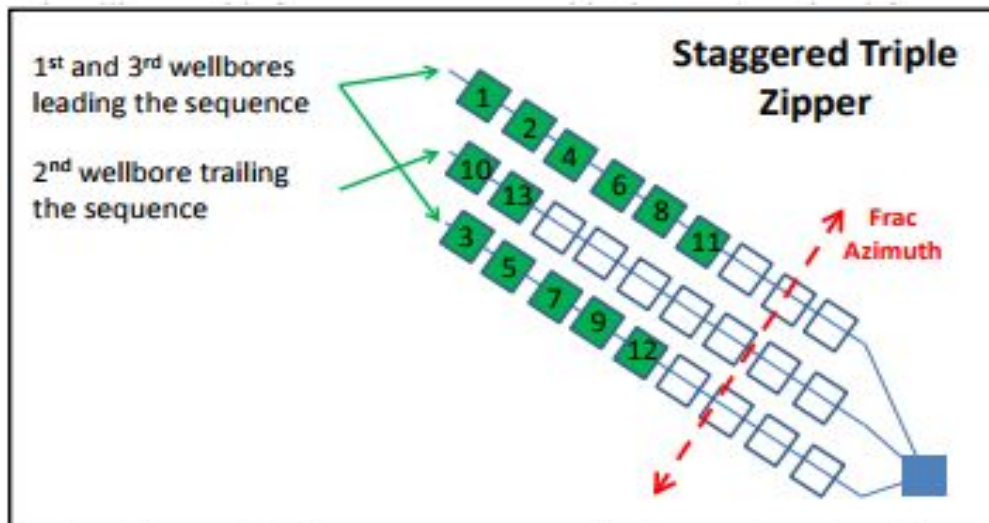 1st and 3rd wellbores
leading the sequence
2nd wellbore trailing
the sequence
Staggered Triple
Zipper
Frac
Azimuth
1
2
4
6
8
11
10
13
3
5
7
9
12